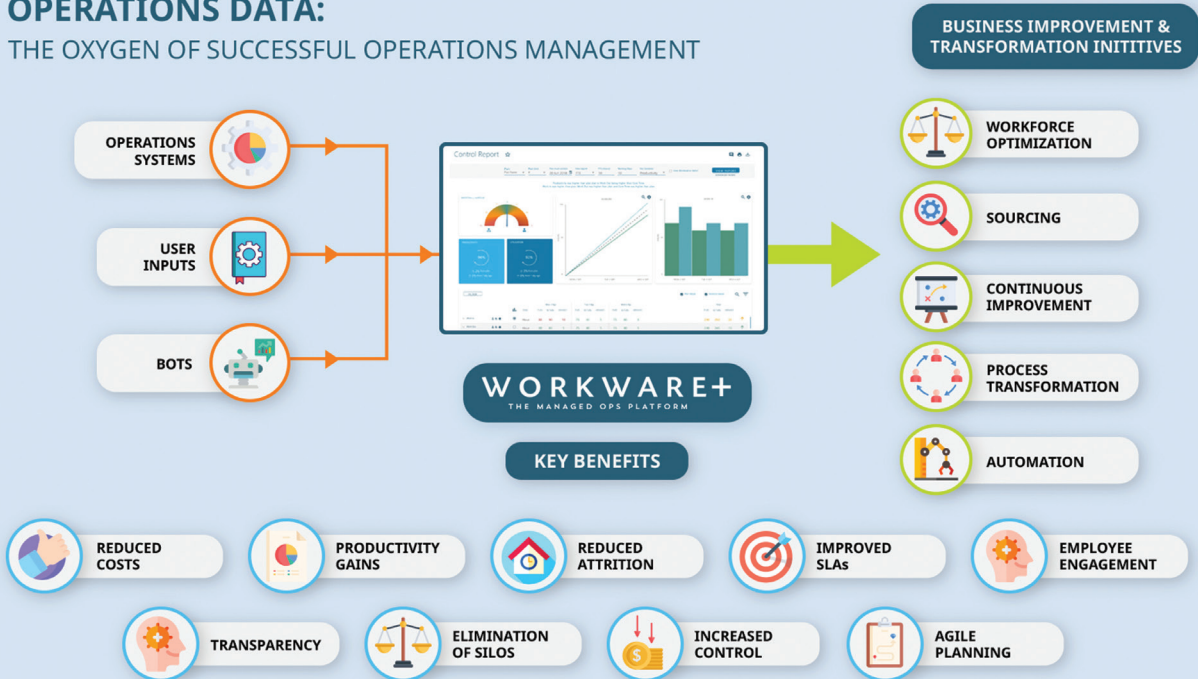 OPERATIONS DATA:
THE OXYGEN OF SUCCESSFUL OPERATIONS MANAGEMENT
BUSINESS IMPROVEMENT &
TRANSFORMATION INITITIVES
OPERATIONS
SYSTEMS
USER
INPUTS
BOTS
Control Report
WORKWARE+
THE MANAGED OPS PLATFORM
KEY BENEFITS
WORKFORCE
OPTIMIZATION
SOURCING
CONTINUOUS
IMPROVEMENT
PROCESS
TRANSFORMATION
AUTOMATION
REDUCED
COSTS
PRODUCTIVITY
GAINS
REDUCED
ATTRITION
IMPROVED
SLAs
EMPLOYEE
ENGAGEMENT
TRANSPARENCY
ELIMINATION
OF SILOS
INCREASED
CONTROL
AGILE
PLANNING